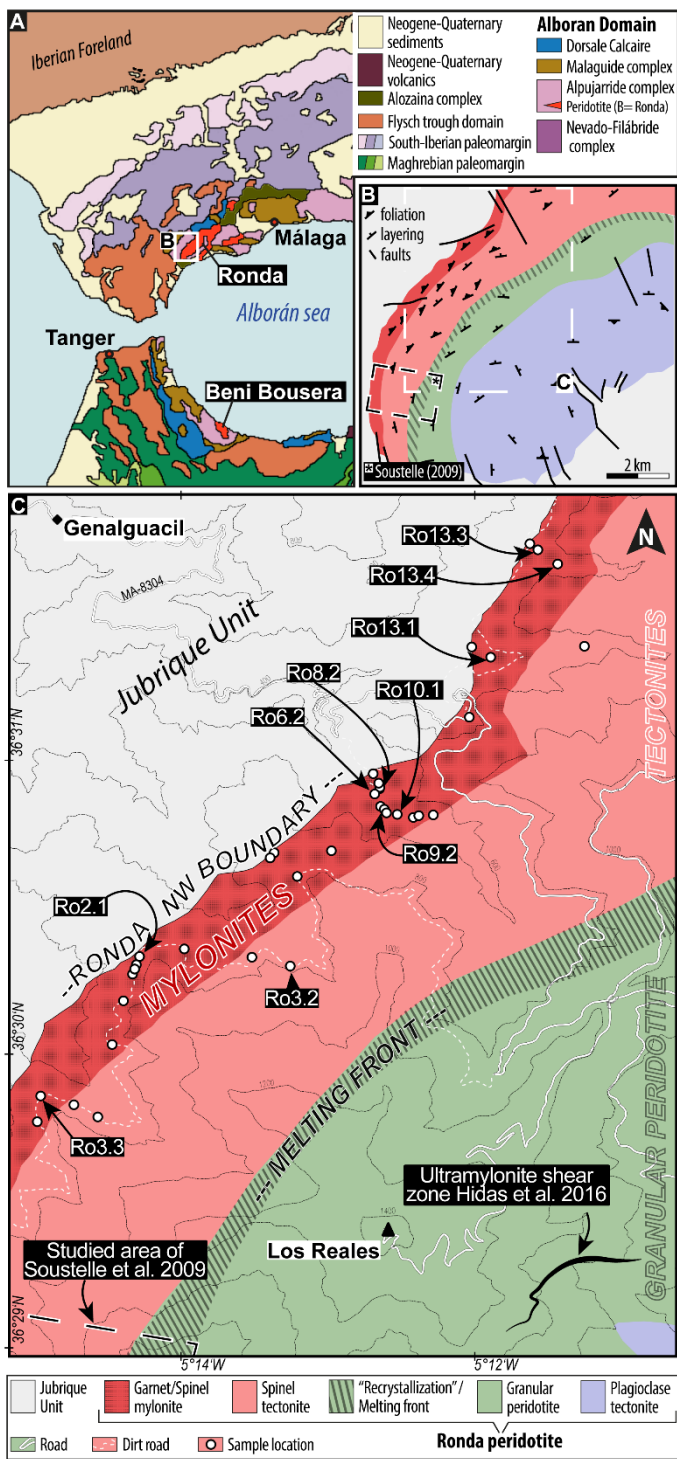 A
Iberian Foreland
B
Málaga
Ronda
Alborán sea
Tanger
Beni Bousera
Neogene-Quaternary
sediments
Neogene-Quaternary
volcanics
Alozaina complex
Flysch trough domain
South-Iberian paleomargin
Maghrebian paleomargin
Alboran Domain
Dorsale Calcaire
Malaguide complex
Alpujarride complex
Peridotite (B= Ronda)
Nevado-Filábride
complex
B
foliation
layering
faults
*
C
* Soustelle (2009)
2 km
C
Genalguacil
MA-8304
Jubrique Unit
N
Ro13.3
Ro13.4
Ro13.1
Ro8.2
Ro10.1
Ro6.2
Ro9.2
TECTONITES
36°31'N
--- RONDA NW BOUNDARY ---
MYLONITES
Ro2.1
Ro3.2
1000
36°30'N
--- MELTING FRONT ---
1200
Ro3.3
GRANULAR PERIDOTITE
Ultramylonite shear
zone Hidas et al. 2016
1400
Los Reales
Studied area of
Soustelle et al. 2009
36°29'N
5°14'W
5°12'W
Jubrique
Unit
Garnet/Spinel
mylonite
Spinel
tectonite
"Recrystallization"/
Melting front
Granular
peridotite
Plagioclase
tectonite
Road
Dirt road
Sample location
Ronda peridotite